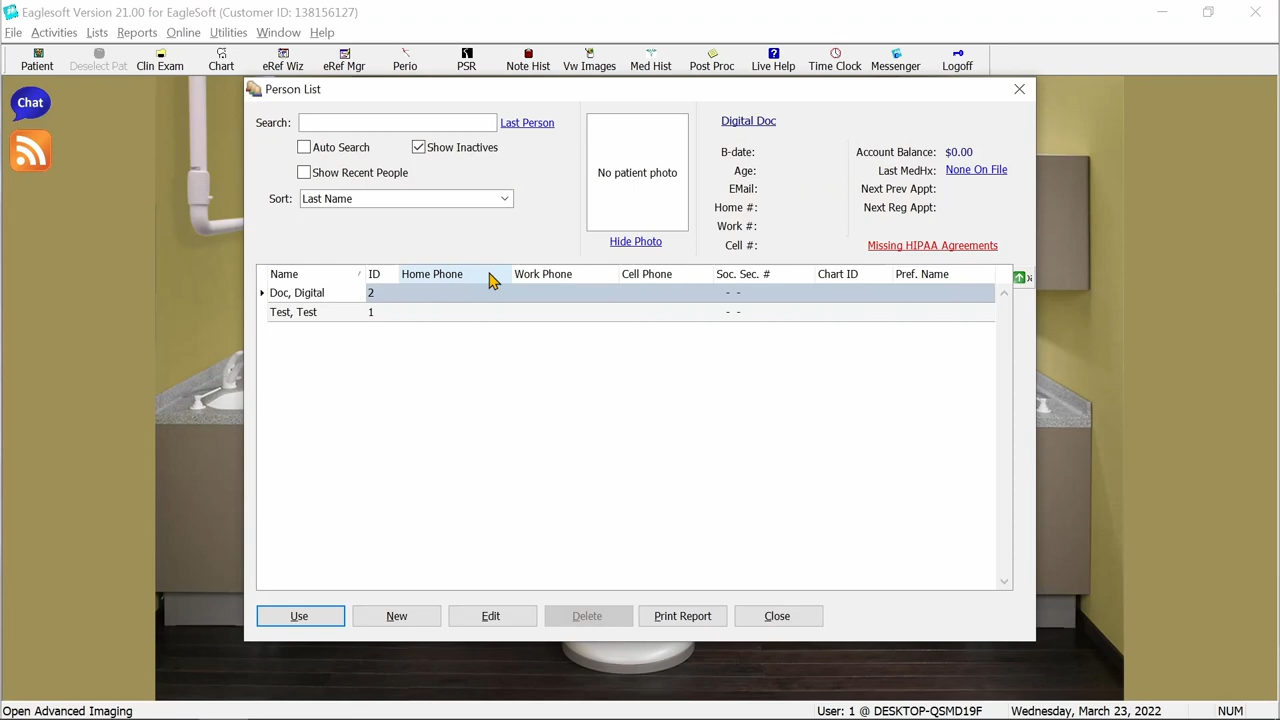 Eaglesoft Version 21.00 for EagleSoft (Customer ID: 138156127)
File Activities Lists Reports Online Utilities Window Help
Patient Deselect Pat Clin Exam Chart eRef Wiz eRef Mgr Perio PSR Note Hist Vw Images Med Hist Post Proc Live Help Time Clock Messenger Logoff
Chat
Person List
Search: Last Person
Auto Search Show Inactives
Show Recent People
Sort: Last Name
No patient photo
Hide Photo
Digital Doc
B-date: Account Balance: $0.00
Age: Last MedHx: None On File
EMail: Next Prev Appt:
Home #: Next Reg Appt:
Work #:
Cell #: Missing HIPAA Agreements
Name ID Home Phone Work Phone Cell Phone Soc. Sec. # Chart ID Pref. Name
Doc, Digital 2 - -
Test, Test 1 - -
Use New Edit Delete Print Report Close
Open Advanced Imaging User: 1 @ DESKTOP-QSMD19F Wednesday, March 23, 2022 NUM